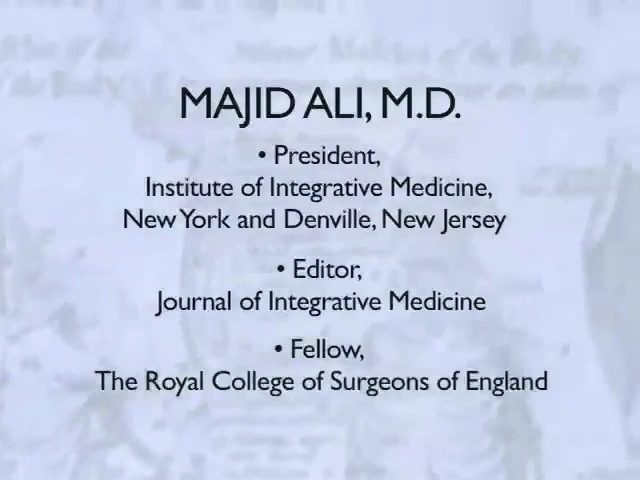 MAJID ALI, M.D.
• President,
Institute of Integrative Medicine,
New York and Denville, New Jersey
• Editor,
Journal of Integrative Medicine
• Fellow,
The Royal College of Surgeons of England